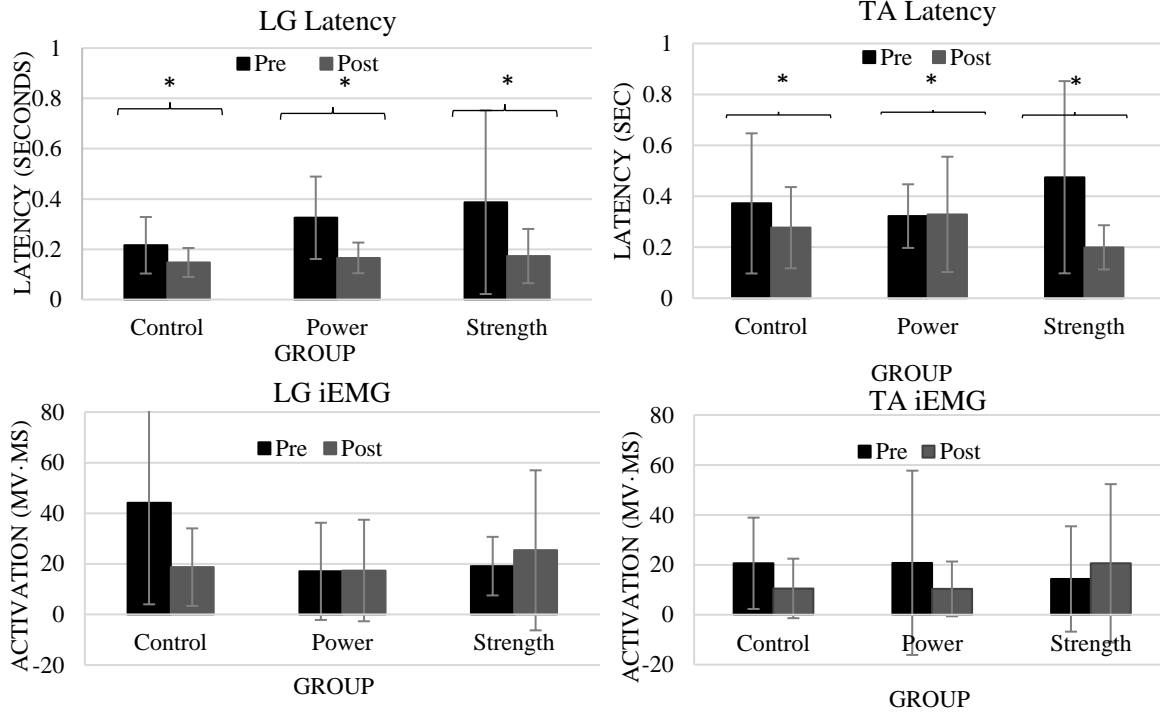 LG Latency
Pre Post
* * *
1
0.8
0.6
0.4
0.2
0
LATENCY (SECONDS)
Control Power Strength
GROUP
TA Latency
Pre Post
* * *
1
0.8
0.6
0.4
0.2
0
LATENCY (SEC)
Control Power Strength
GROUP
LG iEMG
Pre Post
80
60
40
20
0
-20
ACTIVATION (MV·MS)
Control Power Strength
GROUP
TA iEMG
Pre Post
80
60
40
20
0
-20
ACTIVATION (MV·MS)
Control Power Strength
GROUP